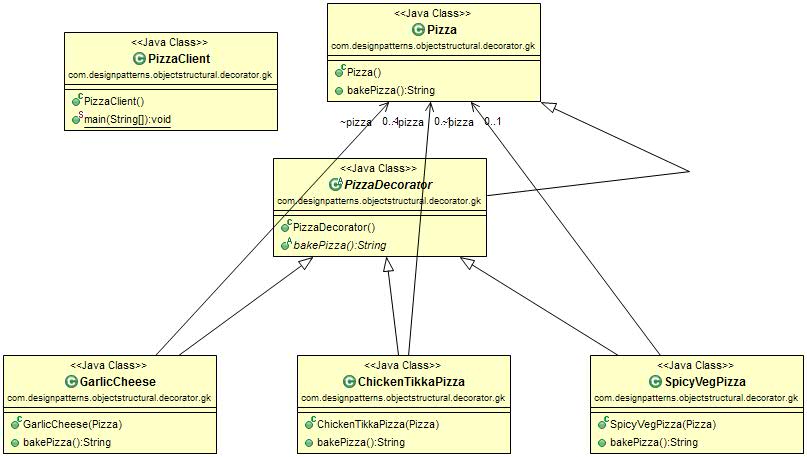 <<Java Class>>
PizzaClient
com.designpatterns.objectstructural.decorator.gk
PizzaClient()
main(String[]):void
<<Java Class>>
Pizza
com.designpatterns.objectstructural.decorator.gk
Pizza()
bakePizza():String
~pizza 0..1
~pizza 0..1
~pizza 0..1
<<Java Class>>
PizzaDecorator
com.designpatterns.objectstructural.decorator.gk
PizzaDecorator()
bakePizza():String
<<Java Class>>
GarlicCheese
com.designpatterns.objectstructural.decorator.gk
GarlicCheese(Pizza)
bakePizza():String
<<Java Class>>
ChickenTikkaPizza
com.designpatterns.objectstructural.decorator.gk
ChickenTikkaPizza(Pizza)
bakePizza():String
<<Java Class>>
SpicyVegPizza
com.designpatterns.objectstructural.decorator.gk
SpicyVegPizza(Pizza)
bakePizza():String